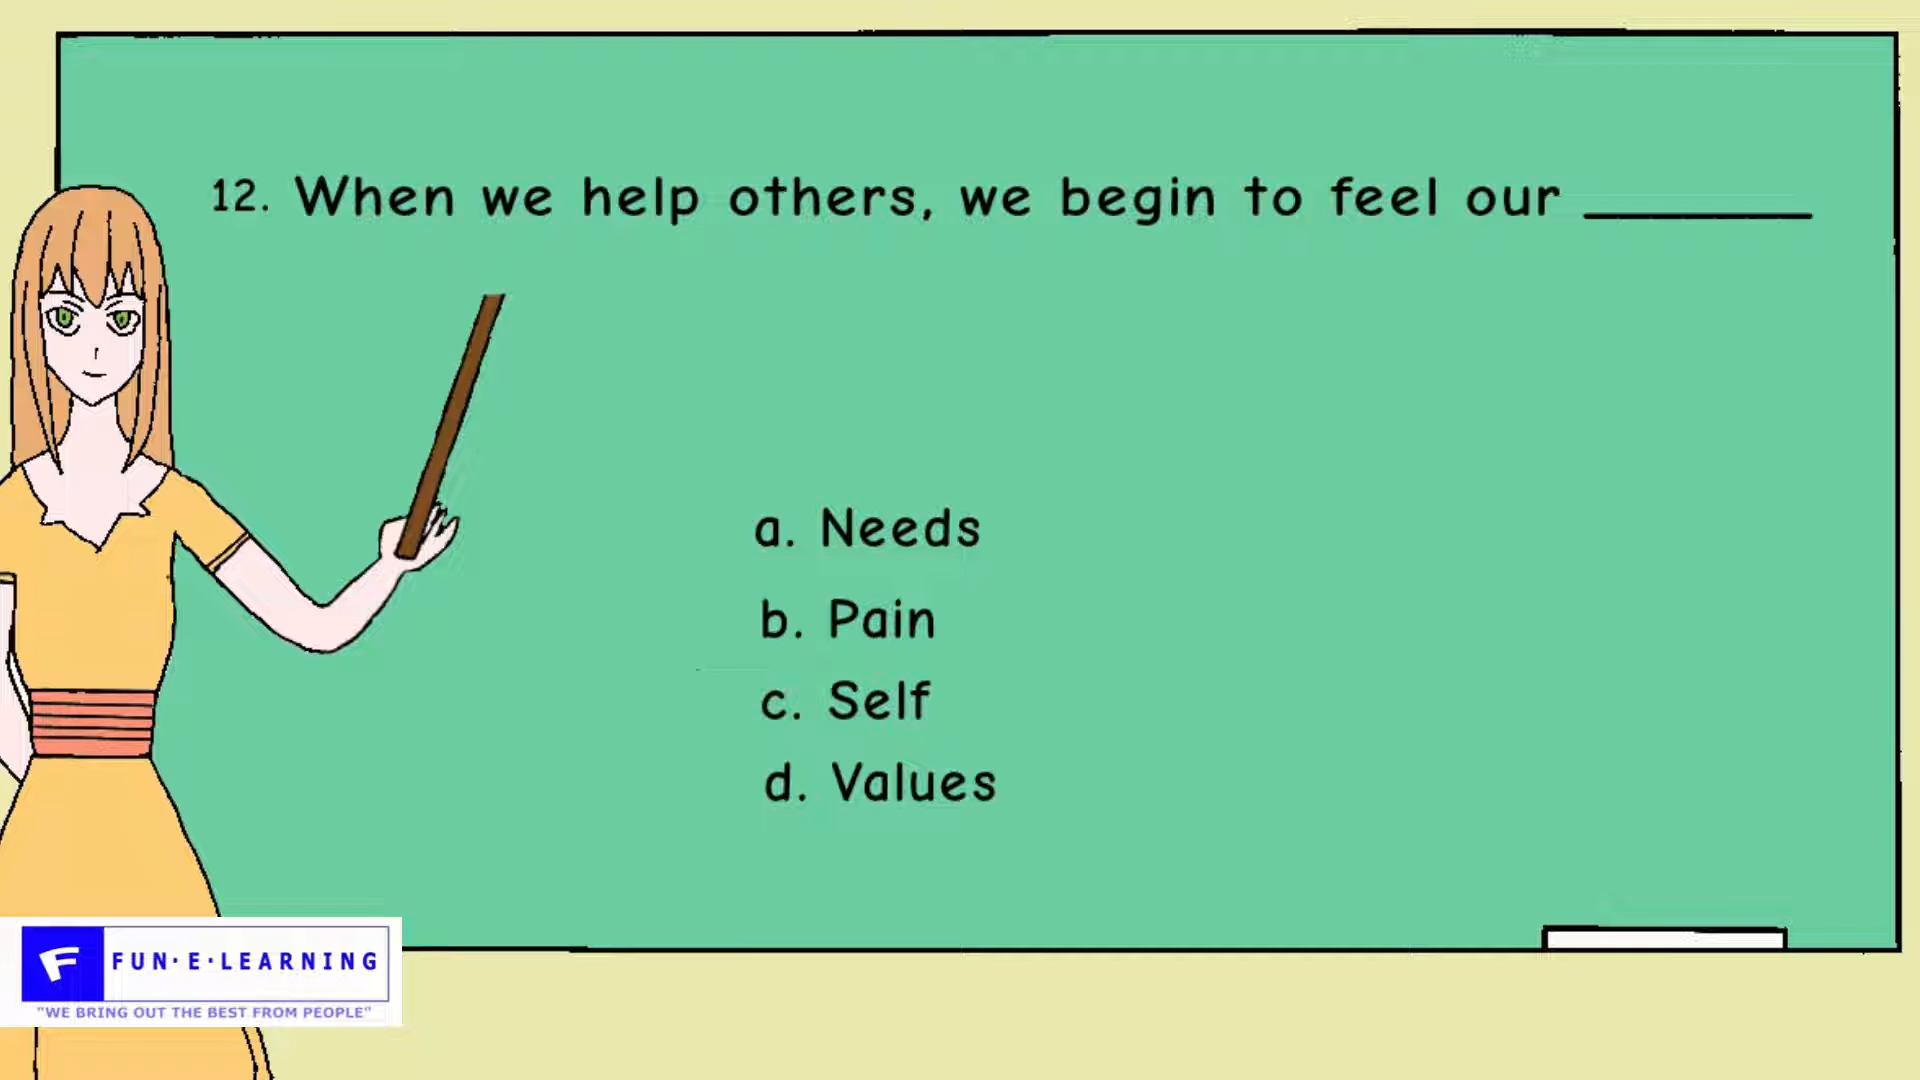 12. When we help others, we begin to feel our ________
a. Needs
b. Pain
c. Self
d. Values
F FUN·E·LEARNING
"WE BRING OUT THE BEST FROM PEOPLE"